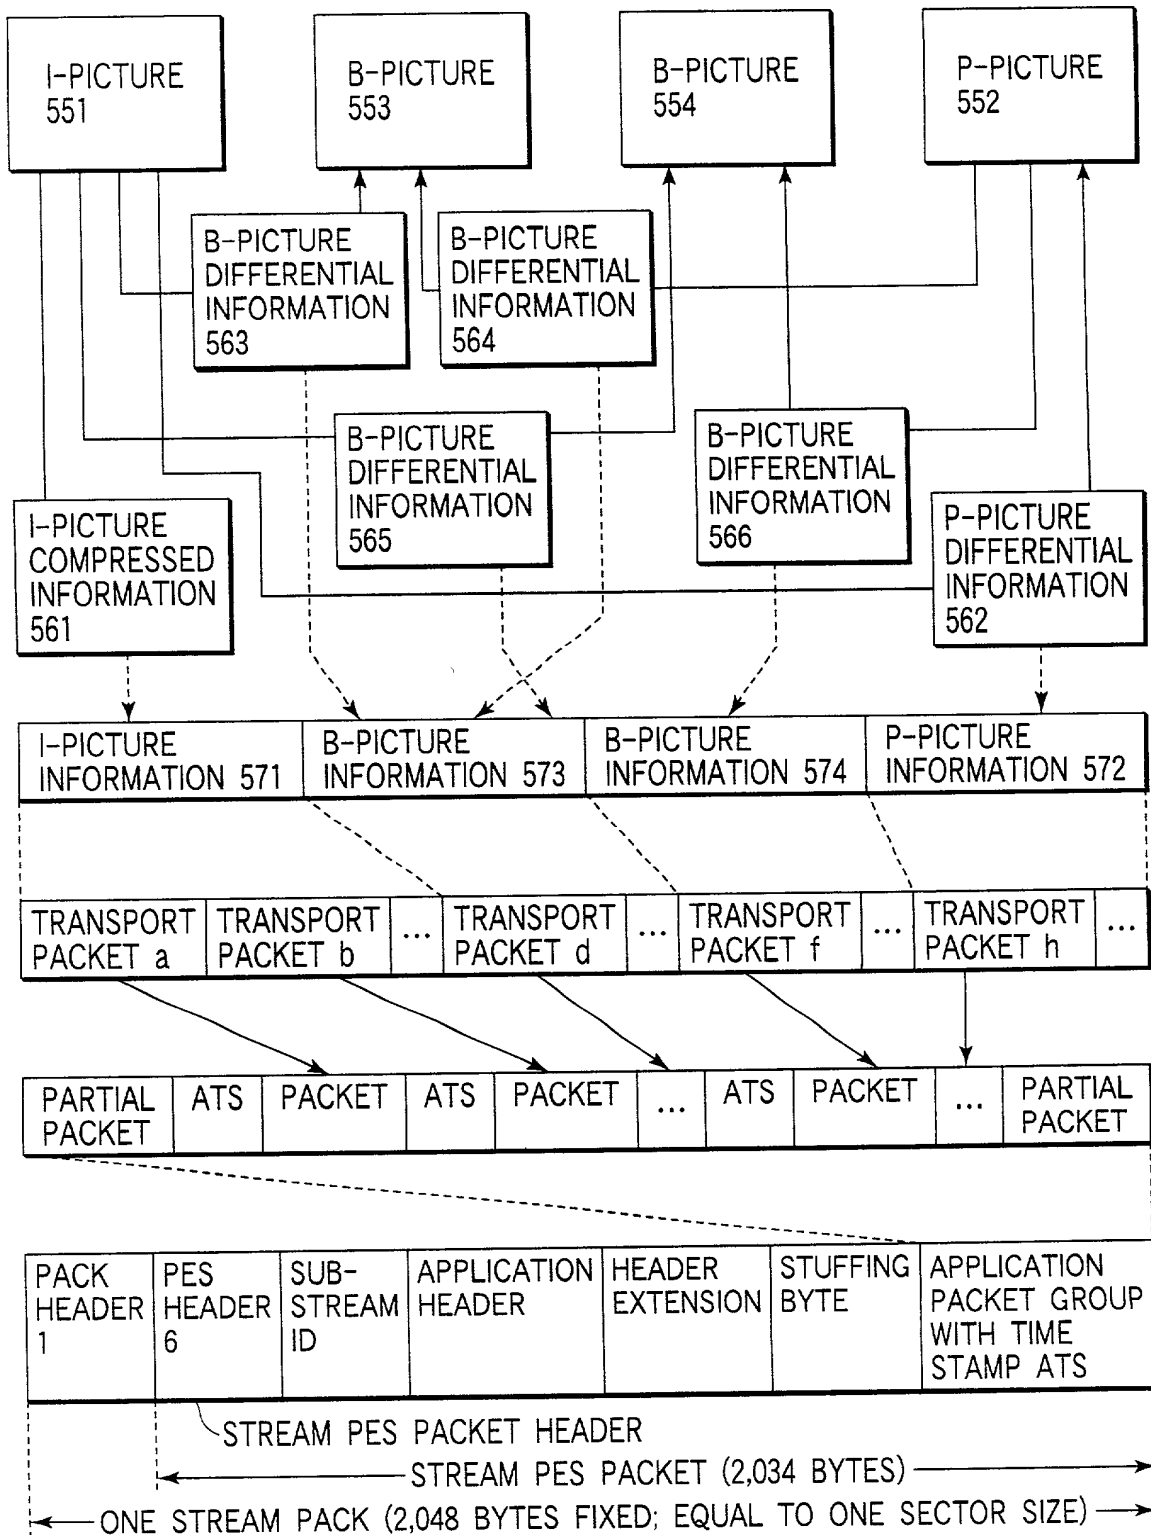 I-PICTURE
551
B-PICTURE
553
B-PICTURE
554
P-PICTURE
552
B-PICTURE
DIFFERENTIAL
INFORMATION
563
B-PICTURE
DIFFERENTIAL
INFORMATION
564
B-PICTURE
DIFFERENTIAL
INFORMATION
565
B-PICTURE
DIFFERENTIAL
INFORMATION
566
I-PICTURE
COMPRESSED
INFORMATION
561
P-PICTURE
DIFFERENTIAL
INFORMATION
562
I-PICTURE
INFORMATION 571
B-PICTURE
INFORMATION 573
B-PICTURE
INFORMATION 574
P-PICTURE
INFORMATION 572
TRANSPORT
PACKET a
TRANSPORT
PACKET b
...
TRANSPORT
PACKET d
...
TRANSPORT
PACKET f
...
TRANSPORT
PACKET h
...
PARTIAL
PACKET
ATS
PACKET
ATS
PACKET
...
ATS
PACKET
...
PARTIAL
PACKET
PACK
HEADER
1
PES
HEADER
6
SUB-
STREAM
ID
APPLICATION
HEADER
HEADER
EXTENSION
STUFFING
BYTE
APPLICATION
PACKET GROUP
WITH TIME
STAMP ATS
STREAM PES PACKET HEADER
STREAM PES PACKET (2,034 BYTES)
ONE STREAM PACK (2,048 BYTES FIXED; EQUAL TO ONE SECTOR SIZE)